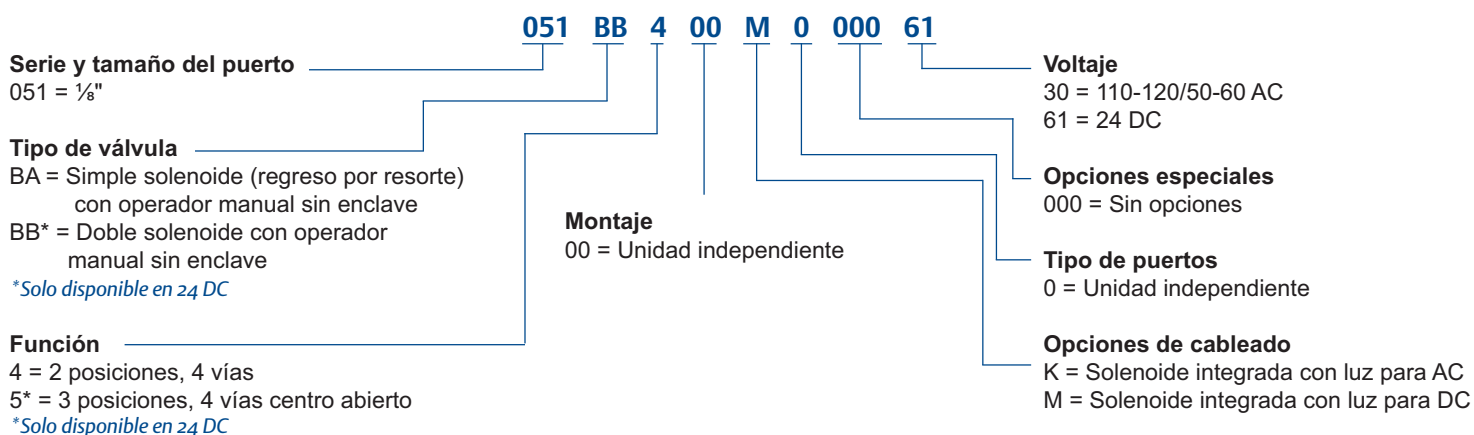 051 BB 4 00 M 0 000 61
Serie y tamaño del puerto
051 = ⅛"
Tipo de válvula
BA = Simple solenoide (regreso por resorte)
con operador manual sin enclave
BB* = Doble solenoide con operador
manual sin enclave
*Solo disponible en 24 DC
Función
4 = 2 posiciones, 4 vías
5* = 3 posiciones, 4 vías centro abierto
*Solo disponible en 24 DC
Montaje
00 = Unidad independiente
Voltaje
30 = 110-120/50-60 AC
61 = 24 DC
Opciones especiales
000 = Sin opciones
Tipo de puertos
0 = Unidad independiente
Opciones de cableado
K = Solenoide integrada con luz para AC
M = Solenoide integrada con luz para DC